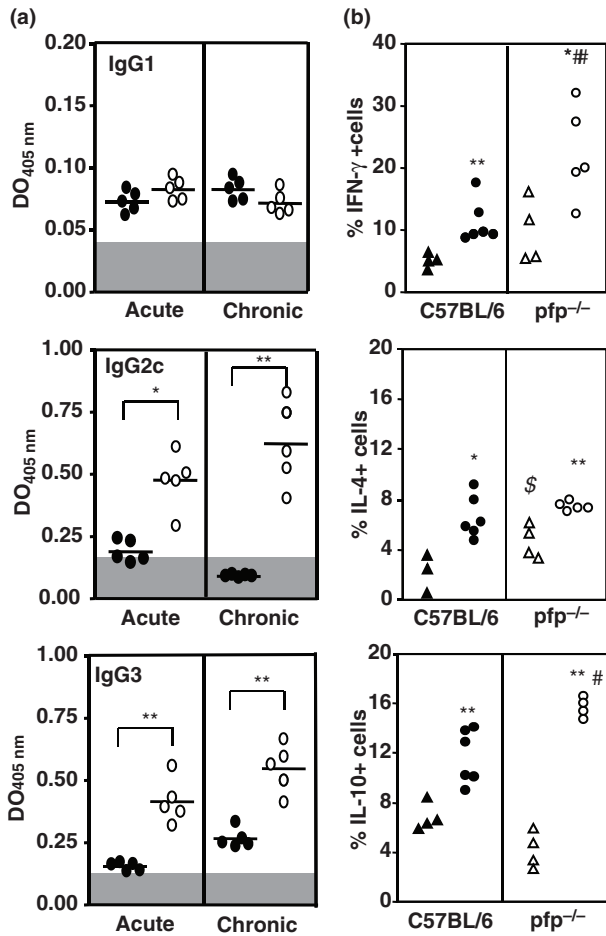 (a)
IgG1
DO405 nm
0.20
0.15
0.10
0.05
0.00
Acute
Chronic
IgG2c
*
**
DO405 nm
1.00
0.75
0.50
0.25
0.00
Acute
Chronic
IgG3
**
**
DO405 nm
1.00
0.75
0.50
0.25
0.00
Acute
Chronic
(b)
% IFN-γ +cells
40
30
20
10
0
**
*#
C57BL/6
pfp–/–
% IL-4+ cells
20
16
12
8
4
0
*
$
**
C57BL/6
pfp–/–
% IL-10+ cells
20
16
12
8
4
0
**
** #
C57BL/6
pfp–/–